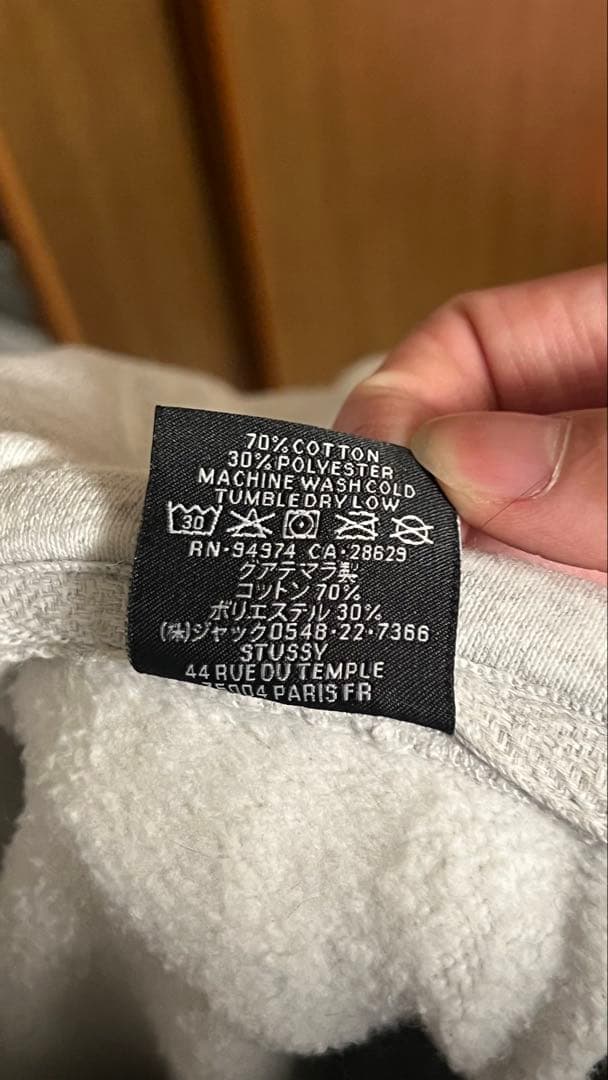 70% COTTON
30% POLYESTER
MACHINE WASH COLD
TUMBLE DRY LOW
30
RN·94974 CA·28629
グアテマラ製
コットン 70%
ポリエステル 30%
(株)ジャック0548·22·7366
STUSSY
44 RUE DU TEMPLE
75004 PARIS FR